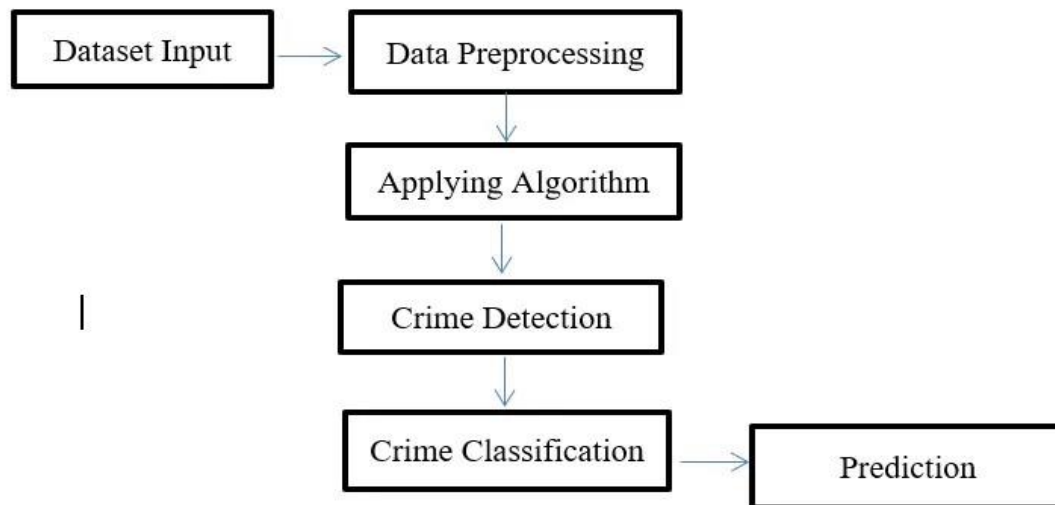 Dataset Input
Data Preprocessing
Applying Algorithm
Crime Detection
Crime Classification
Prediction